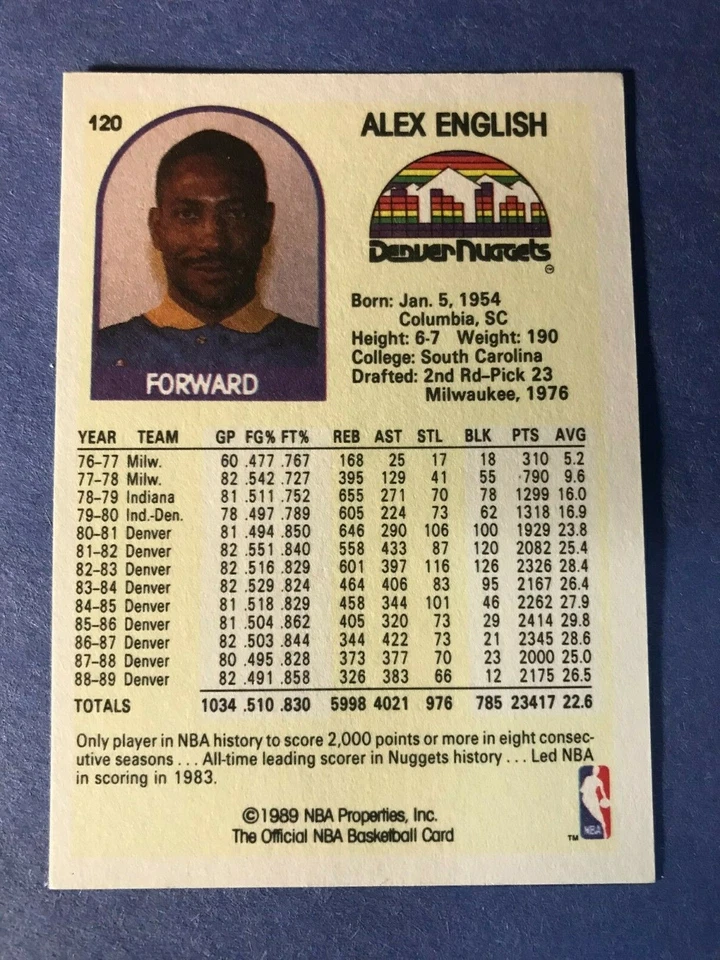 120
ALEX ENGLISH
Denver Nuggets
TM
Born: Jan. 5, 1954
Columbia, SC
Height: 6-7 Weight: 190
College: South Carolina
Drafted: 2nd Rd–Pick 23
Milwaukee, 1976
FORWARD
YEAR TEAM GP FG% FT% REB AST STL BLK PTS AVG
76–77 Milw. 60 .477 .767 168 25 17 18 310 5.2
77–78 Milw. 82 .542 .727 395 129 41 55 790 9.6
78–79 Indiana 81 .511 .752 655 271 70 78 1299 16.0
79–80 Ind.-Den. 78 .497 .789 605 224 73 62 1318 16.9
80–81 Denver 81 .494 .850 646 290 106 100 1929 23.8
81–82 Denver 82 .551 .840 558 433 87 120 2082 25.4
82–83 Denver 82 .516 .829 601 397 116 126 2326 28.4
83–84 Denver 82 .529 .824 464 406 83 95 2167 26.4
84–85 Denver 81 .518 .829 458 344 101 46 2262 27.9
85–86 Denver 81 .504 .862 405 320 73 29 2414 29.8
86–87 Denver 82 .503 .844 344 422 73 21 2345 28.6
87–88 Denver 80 .495 .828 373 377 70 23 2000 25.0
88–89 Denver 82 .491 .858 326 383 66 12 2175 26.5
TOTALS 1034 .510 .830 5998 4021 976 785 23417 22.6
Only player in NBA history to score 2,000 points or more in eight consec-
utive seasons . . . All-time leading scorer in Nuggets history . . . Led NBA
in scoring in 1983.
©1989 NBA Properties, Inc.
The Official NBA Basketball Card
TM
NBA